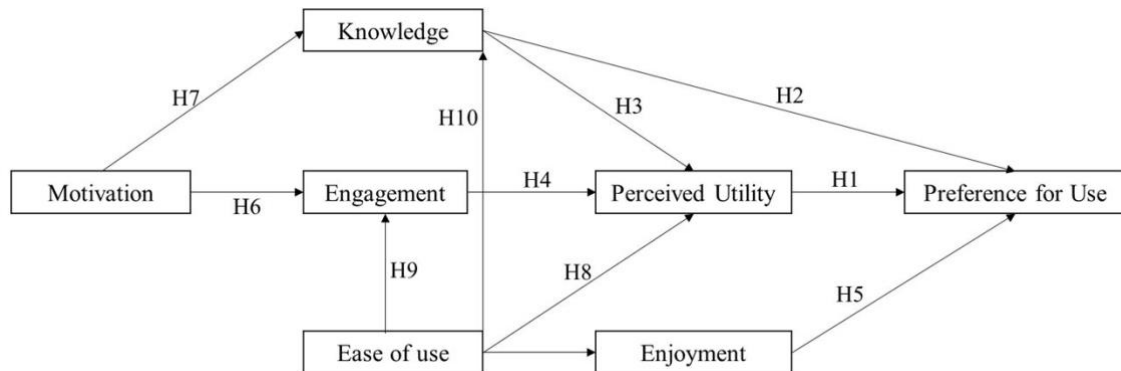 Knowledge
H7
H3
H2
H10
Motivation
Engagement
H4
Perceived Utility
H1
Preference for Use
H6
H9
H8
H5
Ease of use
Enjoyment